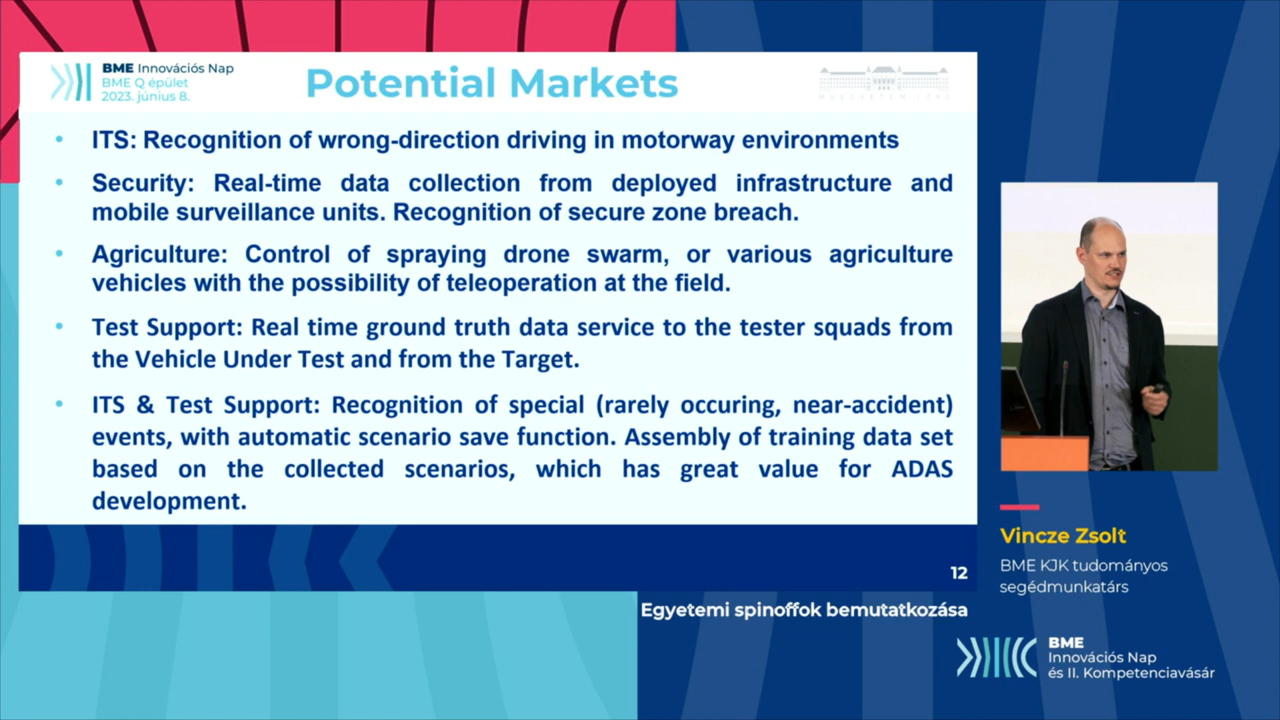 BME Innovációs Nap
BME Q épület
2023. június 8.
Potential Markets
• ITS: Recognition of wrong-direction driving in motorway environments
• Security: Real-time data collection from deployed infrastructure and
mobile surveillance units. Recognition of secure zone breach.
• Agriculture: Control of spraying drone swarm, or various agriculture
vehicles with the possibility of teleoperation at the field.
• Test Support: Real time ground truth data service to the tester squads from
the Vehicle Under Test and from the Target.
• ITS & Test Support: Recognition of special (rarely occuring, near-accident)
events, with automatic scenario save function. Assembly of training data set
based on the collected scenarios, which has great value for ADAS
development.
12
Egyetemi spinoffok bemutatkozása
Vincze Zsolt
BME KJK tudományos
segédmunkatárs
BME
Innovációs Nap
és II. Kompetenciavásár